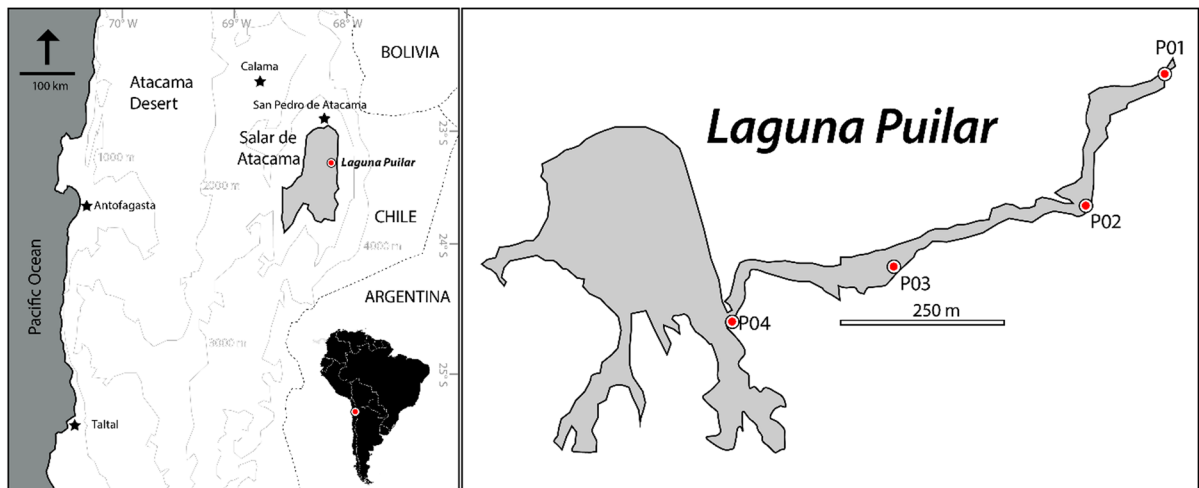 70° W
69° W
68° W
BOLIVIA
100 km
Calama
Atacama
Desert
San Pedro de Atacama
23° S
Salar de
Atacama
Laguna Puilar
1000 m
2000 m
Antofagasta
CHILE
4000 m
24° S
Pacific Ocean
ARGENTINA
3000 m
25° S
Taltal
P01
Laguna Puilar
P02
P03
250 m
P04